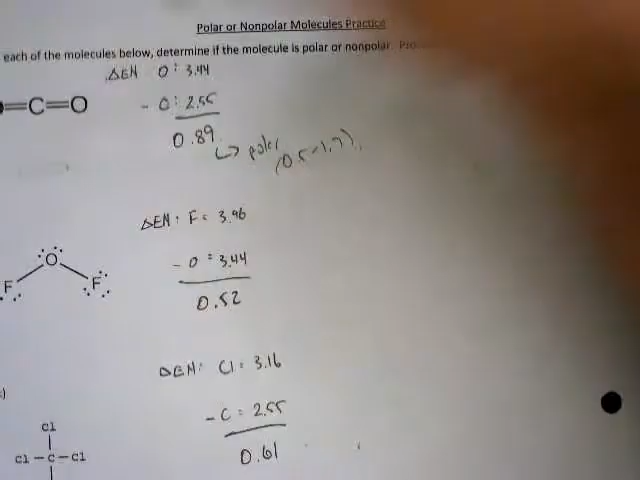 Polar or Nonpolar Molecules Practice
each of the molecules below, determine if the molecule is polar or nonpolar.
ΔEN O: 3.44
=C=O
- C: 2.55
0.89
↳ polar
(0.5-1.7)
ΔEN: F = 3.96
O
F F
- O = 3.44
0.52
ΔEN: Cl = 3.16
)
- C = 2.55
Cl
Cl-C-Cl
0.61